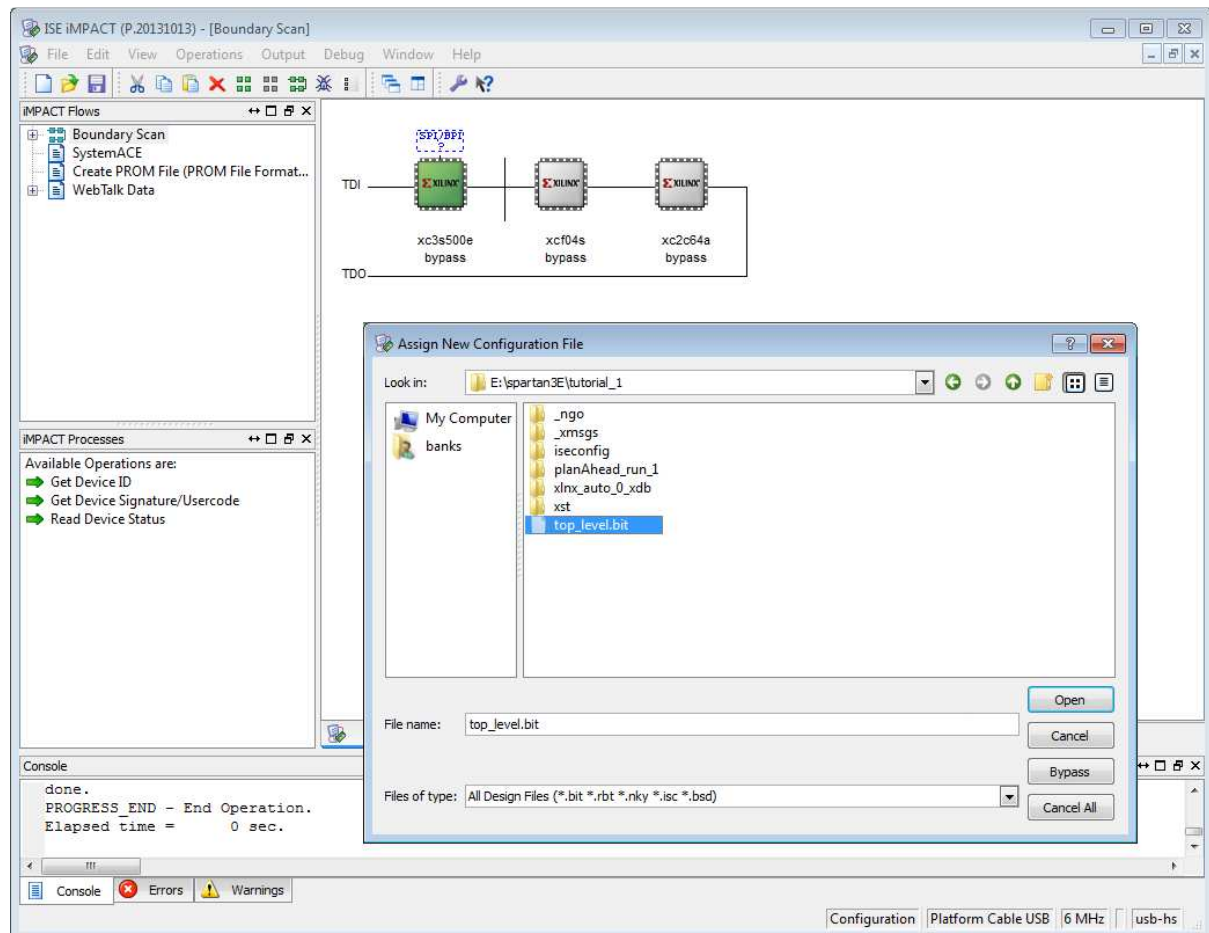 ISE iMPACT (P.20131013) - [Boundary Scan]
File Edit View Operations Output Debug Window Help
iMPACT Flows
Boundary Scan
SystemACE
Create PROM File (PROM File Format...
WebTalk Data
SPI/BPI
?
TDI
XILINX XILINX XILINX
xc3s500e xcf04s xc2c64a
bypass bypass bypass
TDO
iMPACT Processes
Available Operations are:
Get Device ID
Get Device Signature/Usercode
Read Device Status
Assign New Configuration File
Look in: E:\spartan3E\tutorial_1
My Computer
banks
_ngo
_xmsgs
iseconfig
planAhead_run_1
xlnx_auto_0_xdb
xst
top_level.bit
Open
File name: top_level.bit
Cancel
Bypass
Files of type: All Design Files (*.bit *.rbt *.nky *.isc *.bsd)
Cancel All
Console
done.
PROGRESS_END - End Operation.
Elapsed time = 0 sec.
Console Errors Warnings
Configuration Platform Cable USB 6 MHz usb-hs